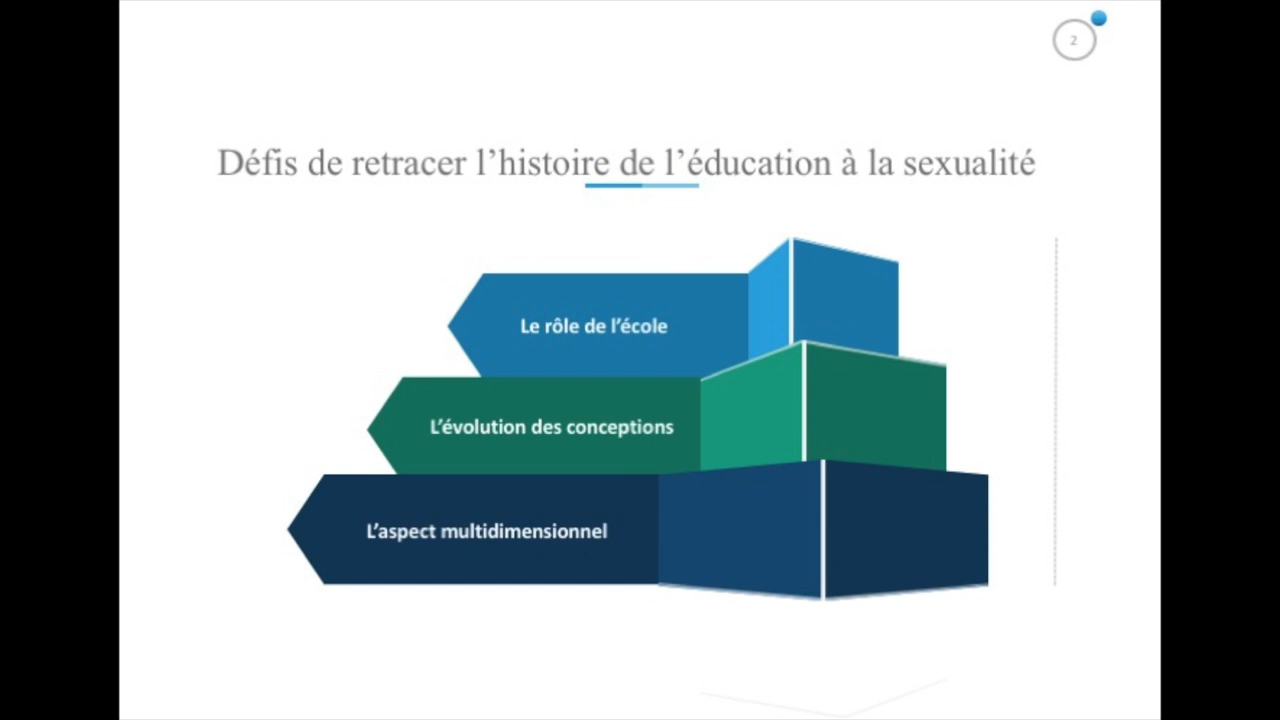 2
Défis de retracer l’histoire de l’éducation à la sexualité
Le rôle de l’école
L’évolution des conceptions
L’aspect multidimensionnel